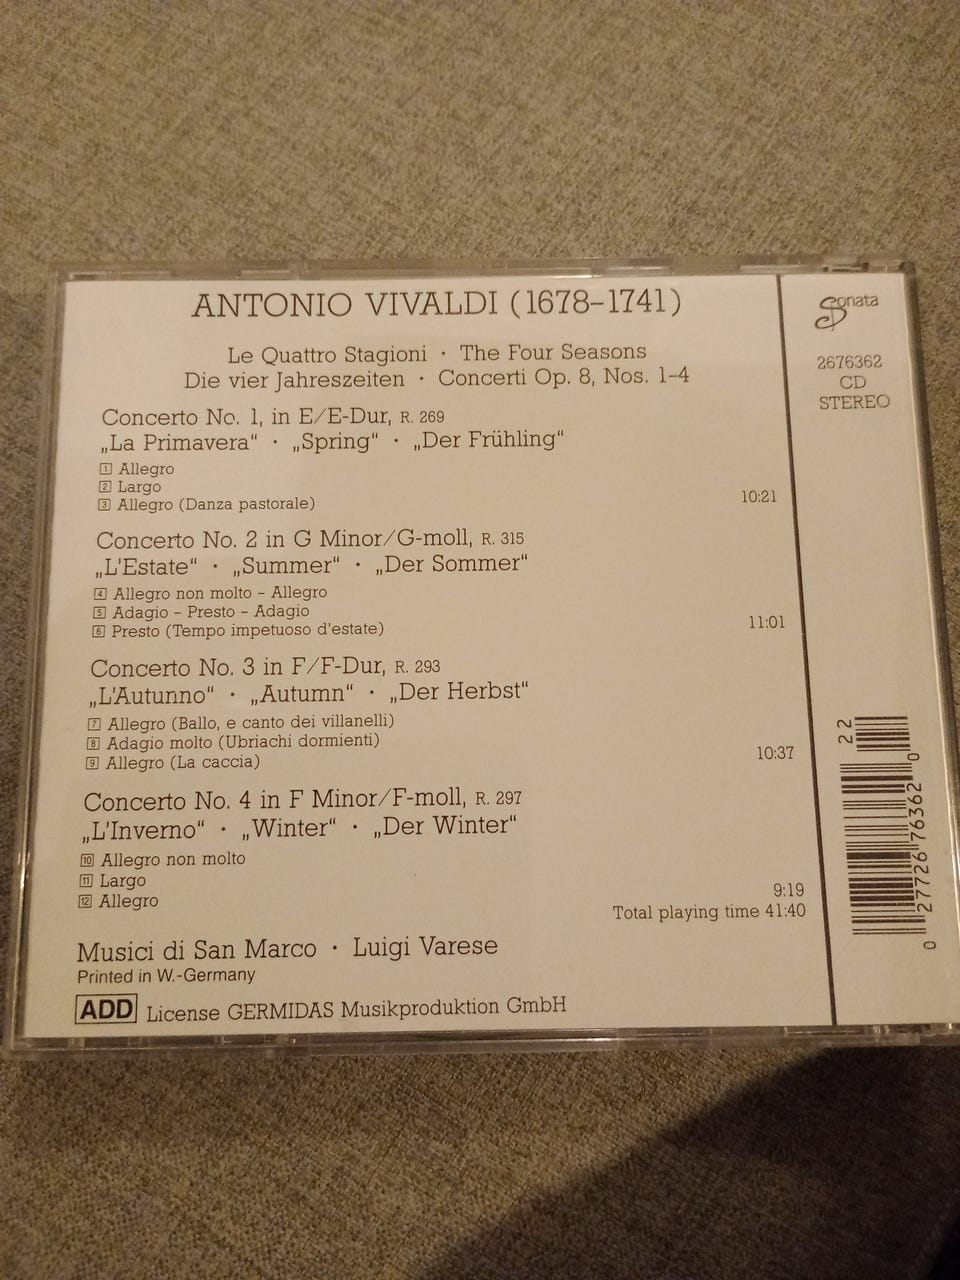 ANTONIO VIVALDI (1678–1741)
Le Quattro Stagioni · The Four Seasons
Die vier Jahreszeiten · Concerti Op. 8, Nos. 1–4
Concerto No. 1, in E/E-Dur, R. 269
„La Primavera“ · „Spring“ · „Der Frühling“
1 Allegro
2 Largo
3 Allegro (Danza pastorale) 10:21
Concerto No. 2 in G Minor/G-moll, R. 315
„L'Estate“ · „Summer“ · „Der Sommer“
4 Allegro non molto – Allegro
5 Adagio – Presto – Adagio
6 Presto (Tempo impetuoso d'estate) 11:01
Concerto No. 3 in F/F-Dur, R. 293
„L'Autunno“ · „Autumn“ · „Der Herbst“
7 Allegro (Ballo, e canto dei villanelli)
8 Adagio molto (Ubriachi dormienti)
9 Allegro (La caccia) 10:37
Concerto No. 4 in F Minor/F-moll, R. 297
„L'Inverno“ · „Winter“ · „Der Winter“
10 Allegro non molto
11 Largo
12 Allegro 9:19
Total playing time 41:40
Musici di San Marco · Luigi Varese
Printed in W.-Germany
ADD License GERMIDAS Musikproduktion GmbH
Sonata
2676362
CD
STEREO
22
0 27726 76362 0